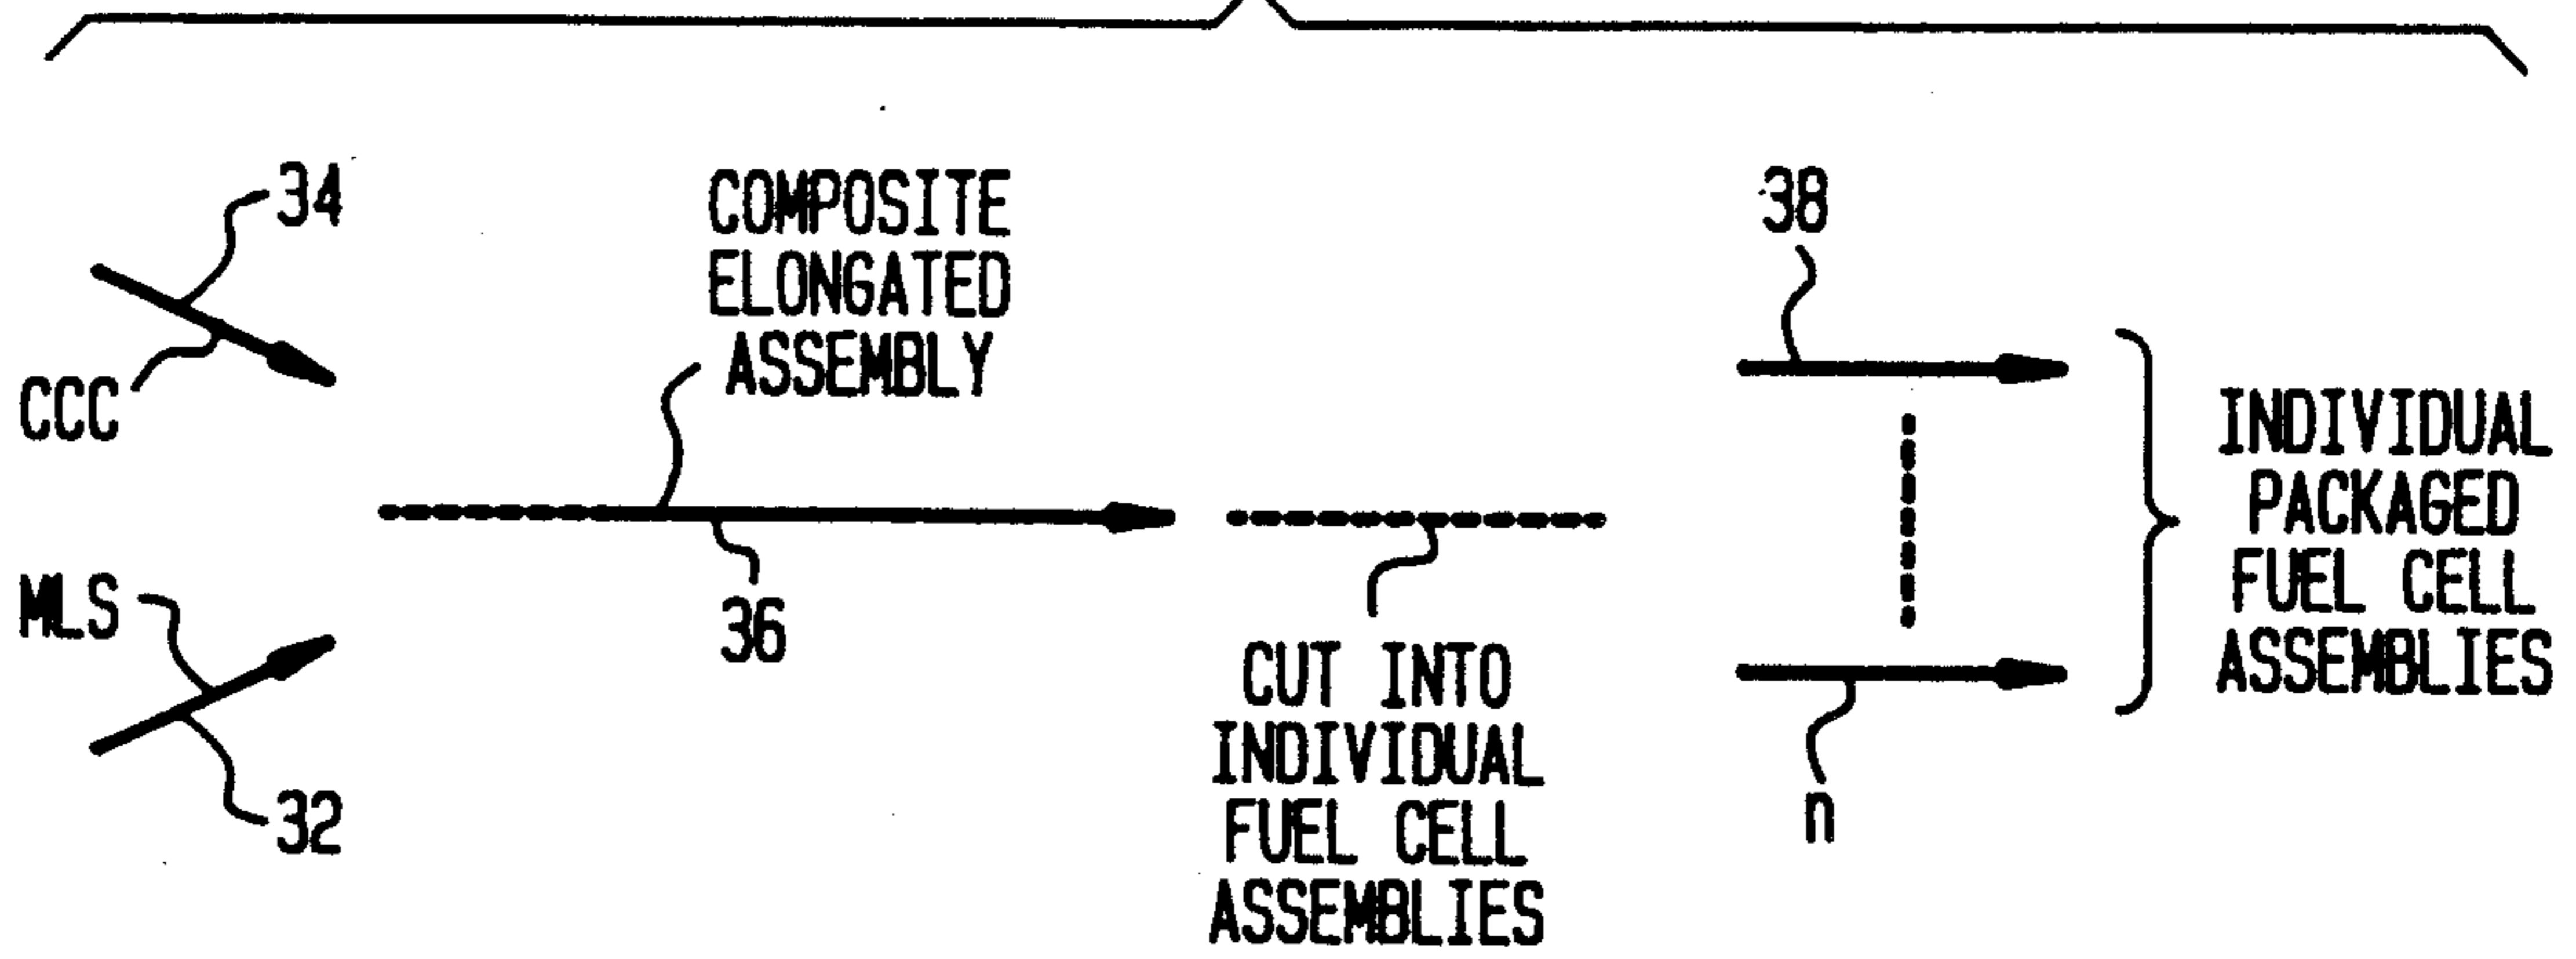 34
CCC
MLS
32
COMPOSITE
ELONGATED
ASSEMBLY
36
CUT INTO
INDIVIDUAL
FUEL CELL
ASSEMBLIES
38
n
INDIVIDUAL
PACKAGED
FUEL CELL
ASSEMBLIES